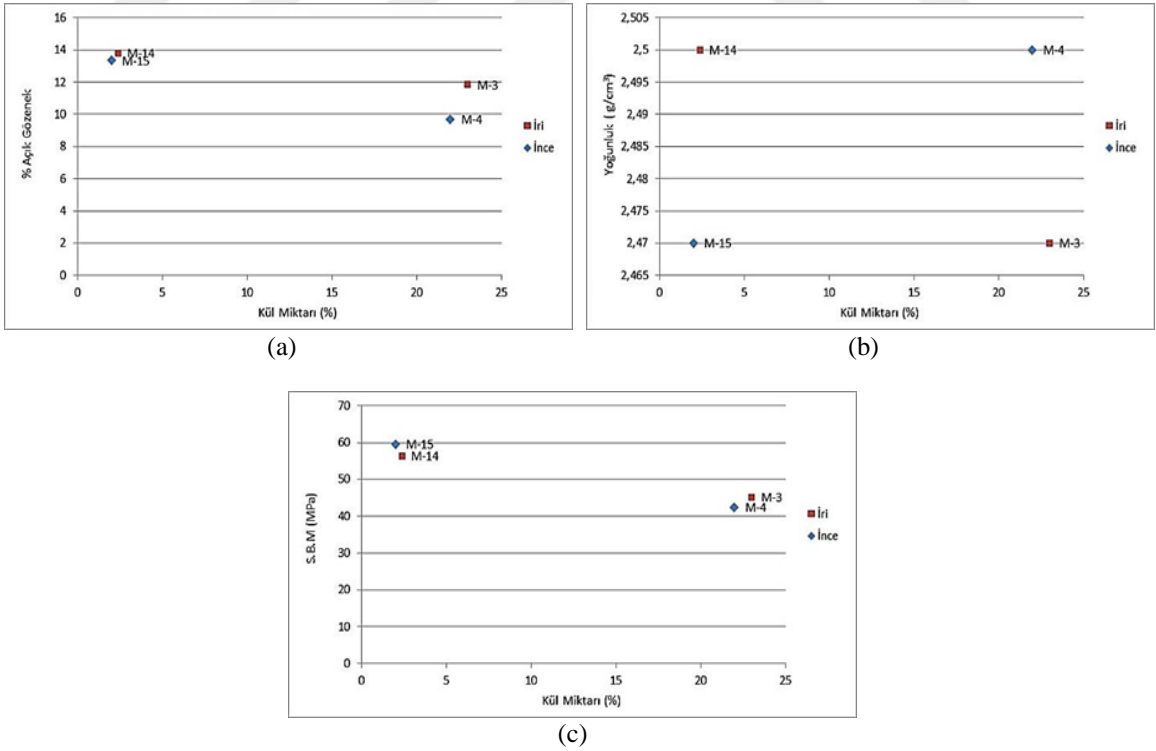 16
14
12
10
8
6
4
2
0
% Açık Gözenek
M-14
M-15
M-3
M-4
0 5 10 15 20 25
Kül Miktarı (%)
İri
İnce
(a)
2,505
2,5
2,495
2,49
2,485
2,48
2,475
2,47
2,465
Yoğunluk ( g/cm³)
M-14
M-4
M-15
M-3
0 5 10 15 20 25
Kül Miktarı (%)
İri
İnce
(b)
70
60
50
40
30
20
10
0
S.B.M (MPa)
M-15
M-14
M-3
M-4
0 5 10 15 20 25
Kül Miktarı (%)
İri
İnce
(c)